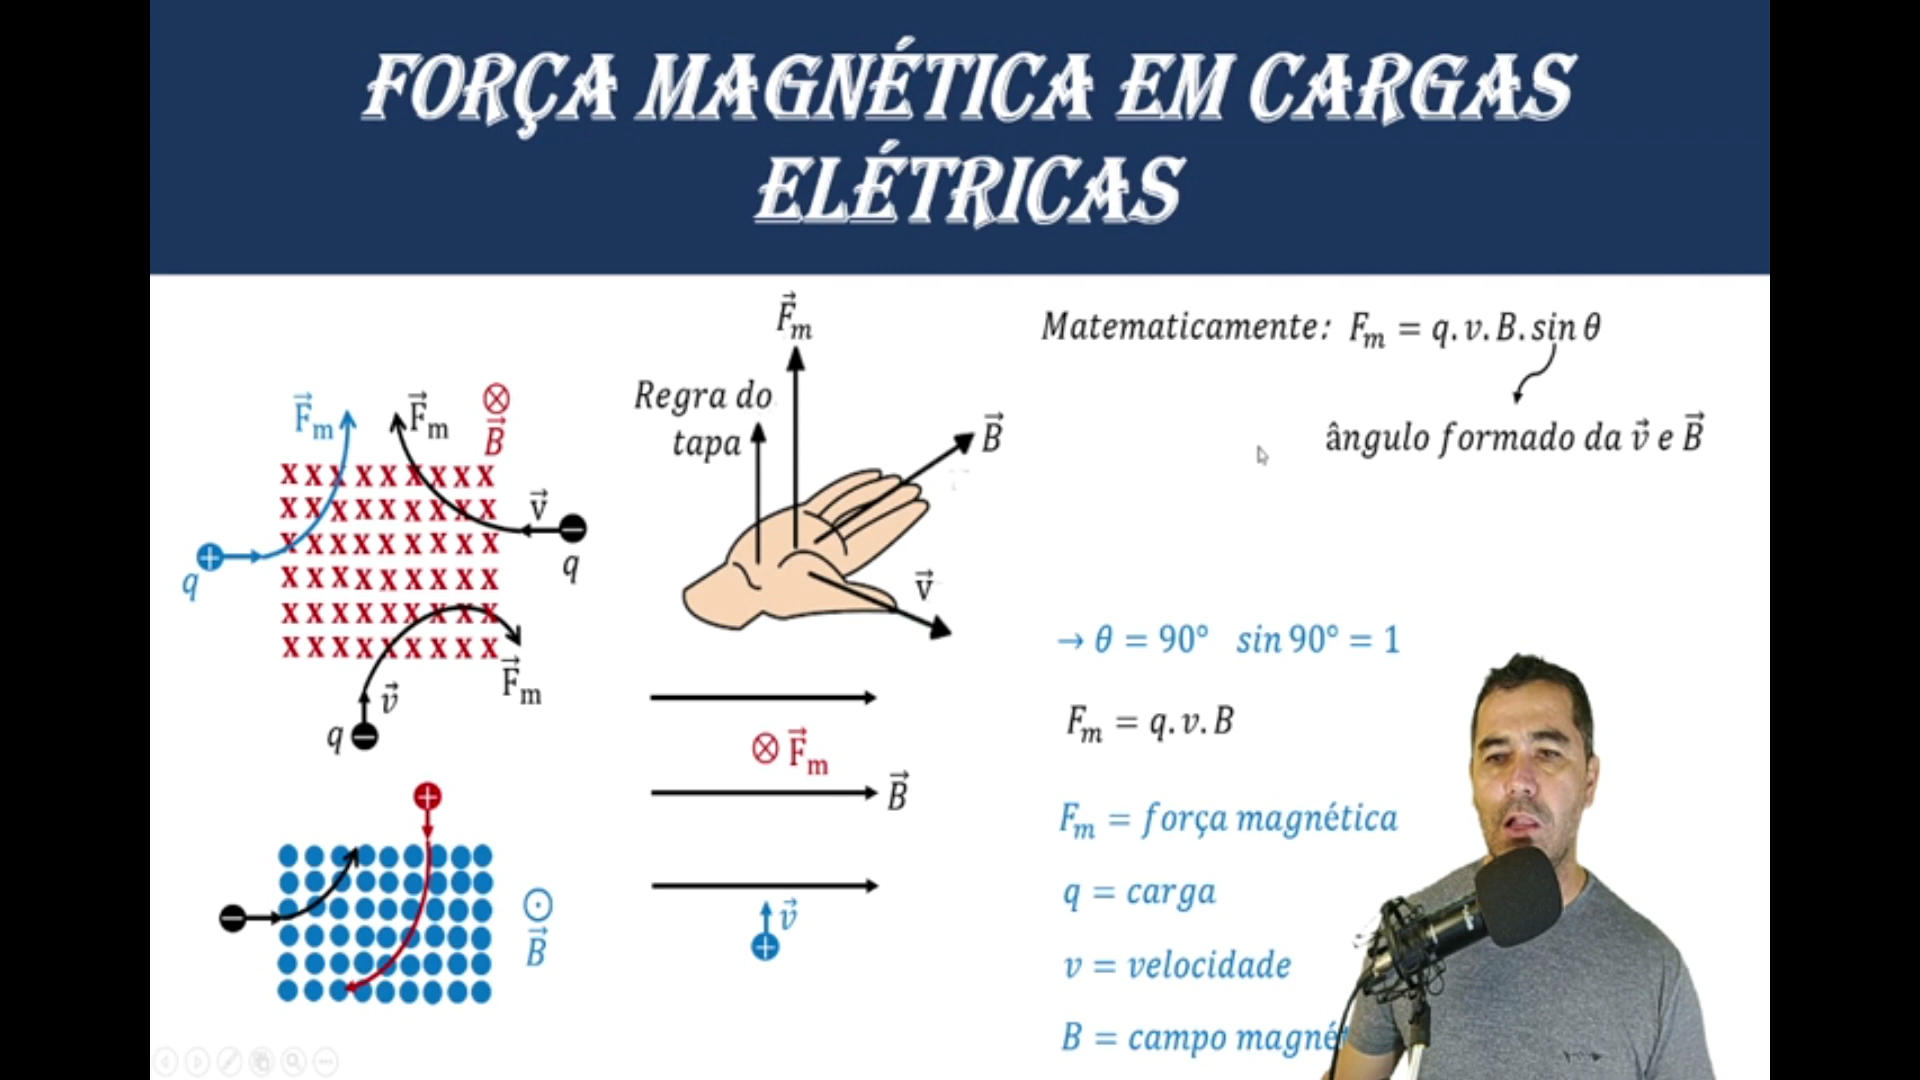 FORÇA MAGNÉTICA EM CARGAS
ELÉTRICAS
F⃗m
F⃗m
⊗
B⃗
x x x x x x x x x
x x x x x x x x x
x x x x x x x x x
x x x x x x x x x
x x x x x x x x x
x x x x x x x x x
+
q
v⃗
−
q
F⃗m
v⃗
q
−
+
−
⊙
B⃗
F⃗m
Regra do
tapa
B⃗
v⃗
⊗ F⃗m
B⃗
v⃗
+
Matematicamente: Fm = q.v.B.sin θ
ângulo formado da v⃗ e B⃗
→ θ = 90° sin 90° = 1
Fm = q.v.B
Fm = força magnética
q = carga
v = velocidade
B = campo magné